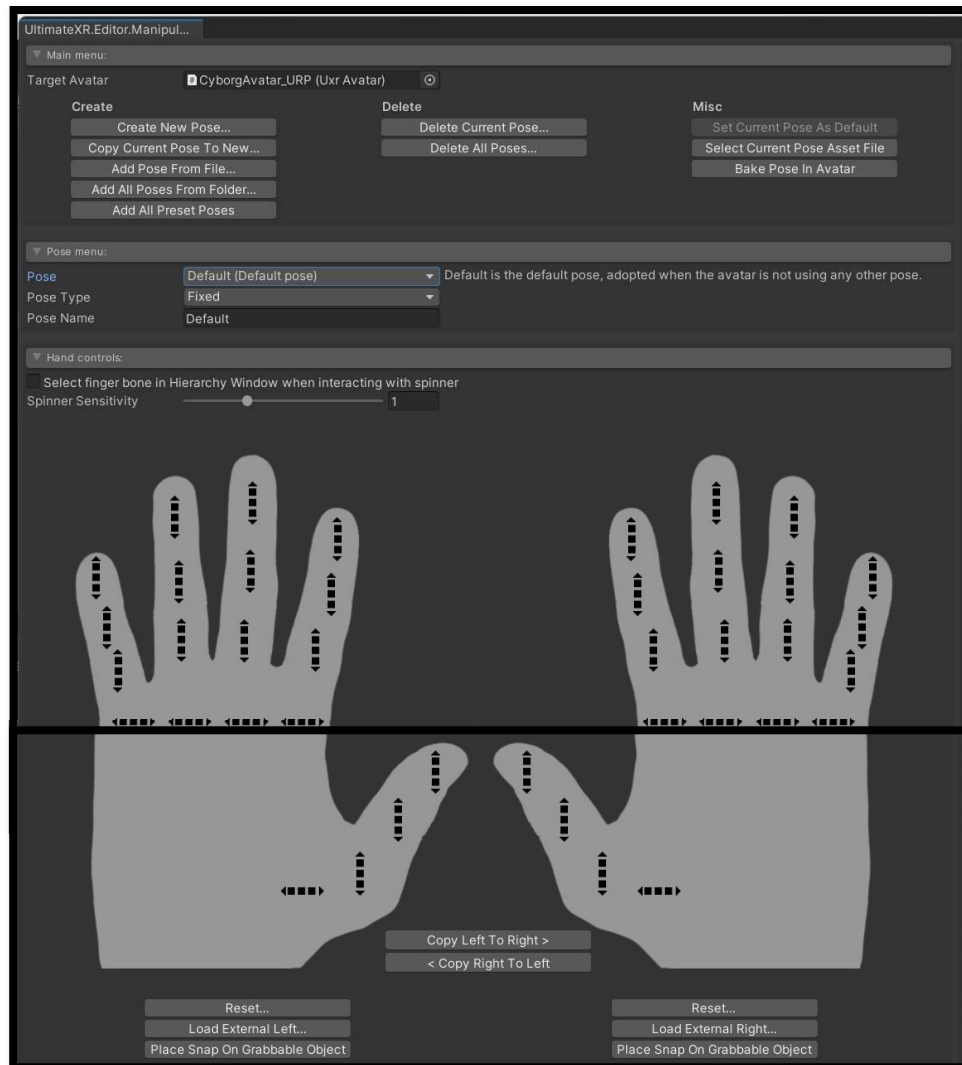 UltimateXR.Editor.Manipul...
Main menu:
Target Avatar CyborgAvatar_URP (Uxr Avatar)
Create Delete Misc
Create New Pose... Delete Current Pose... Set Current Pose As Default
Copy Current Pose To New... Delete All Poses... Select Current Pose Asset File
Add Pose From File... Bake Pose In Avatar
Add All Poses From Folder...
Add All Preset Poses
Pose menu:
Pose Default (Default pose) Default is the default pose, adopted when the avatar is not using any other pose.
Pose Type Fixed
Pose Name Default
Hand controls:
Select finger bone in Hierarchy Window when interacting with spinner
Spinner Sensitivity 1
Copy Left To Right >
< Copy Right To Left
Reset... Reset...
Load External Left... Load External Right...
Place Snap On Grabbable Object Place Snap On Grabbable Object